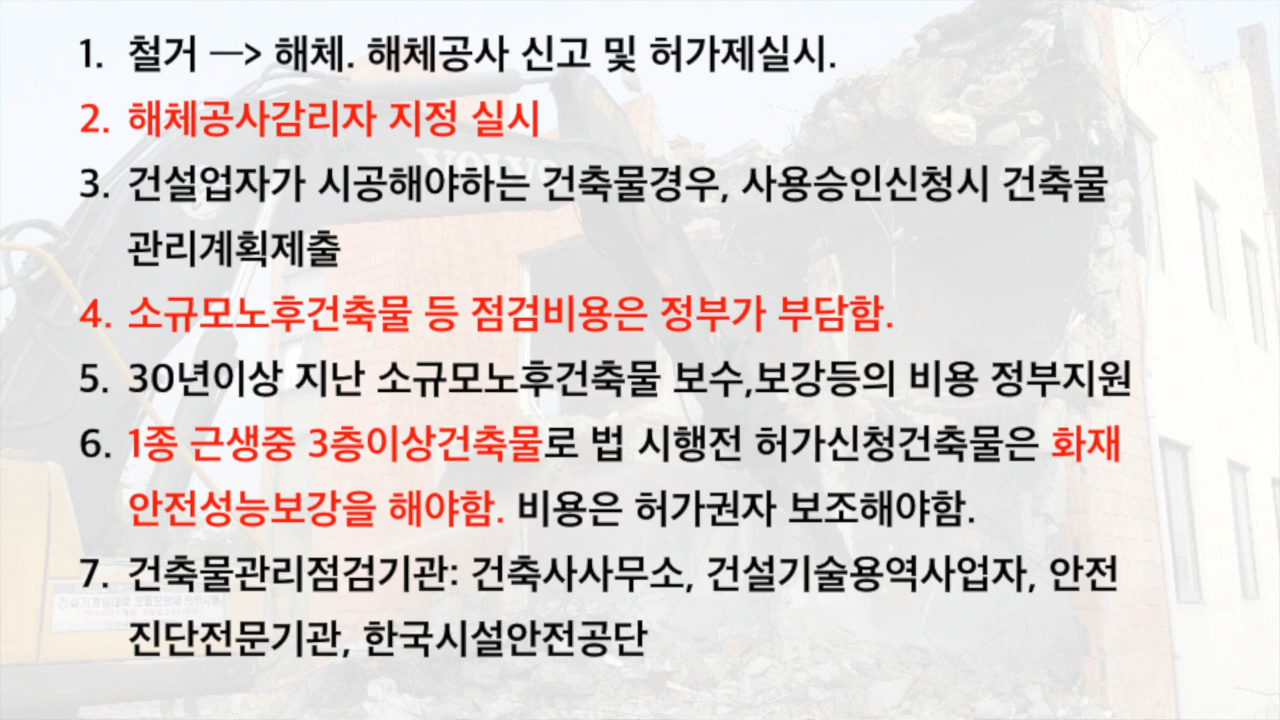 1. 철거 —> 해체. 해체공사 신고 및 허가제실시.
2. 해체공사감리자 지정 실시
3. 건설업자가 시공해야하는 건축물경우, 사용승인신청시 건축물
관리계획제출
4. 소규모노후건축물 등 점검비용은 정부가 부담함.
5. 30년이상 지난 소규모노후건축물 보수,보강등의 비용 정부지원
6. 1종 근생중 3층이상건축물로 법 시행전 허가신청건축물은 화재
안전성능보강을 해야함. 비용은 허가권자 보조해야함.
7. 건축물관리점검기관: 건축사사무소, 건설기술용역사업자, 안전
진단전문기관, 한국시설안전공단
VOLVO